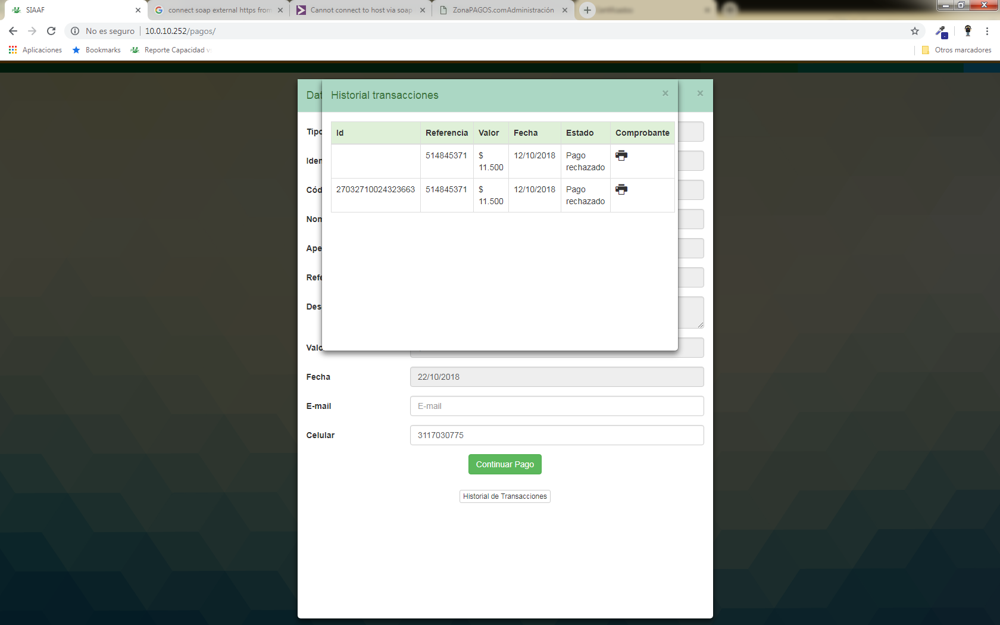 SIAAF
connect soap external https from
Cannot connect to host via soap
ZonaPAGOS.comAdministración
No es seguro
10.0.10.252/pagos/
Aplicaciones
Bookmarks
Reporte Capacidad vs
Otros marcadores
Dat
Historial transacciones
Id Referencia Valor Fecha Estado Comprobante
514845371 $ 11.500 12/10/2018 Pago rechazado
27032710024323663 514845371 $ 11.500 12/10/2018 Pago rechazado
Tipo
Iden
Cód
Nom
Ape
Refe
Des
Valo
Fecha 22/10/2018
E-mail E-mail
Celular 3117030775
Continuar Pago
Historial de Transacciones